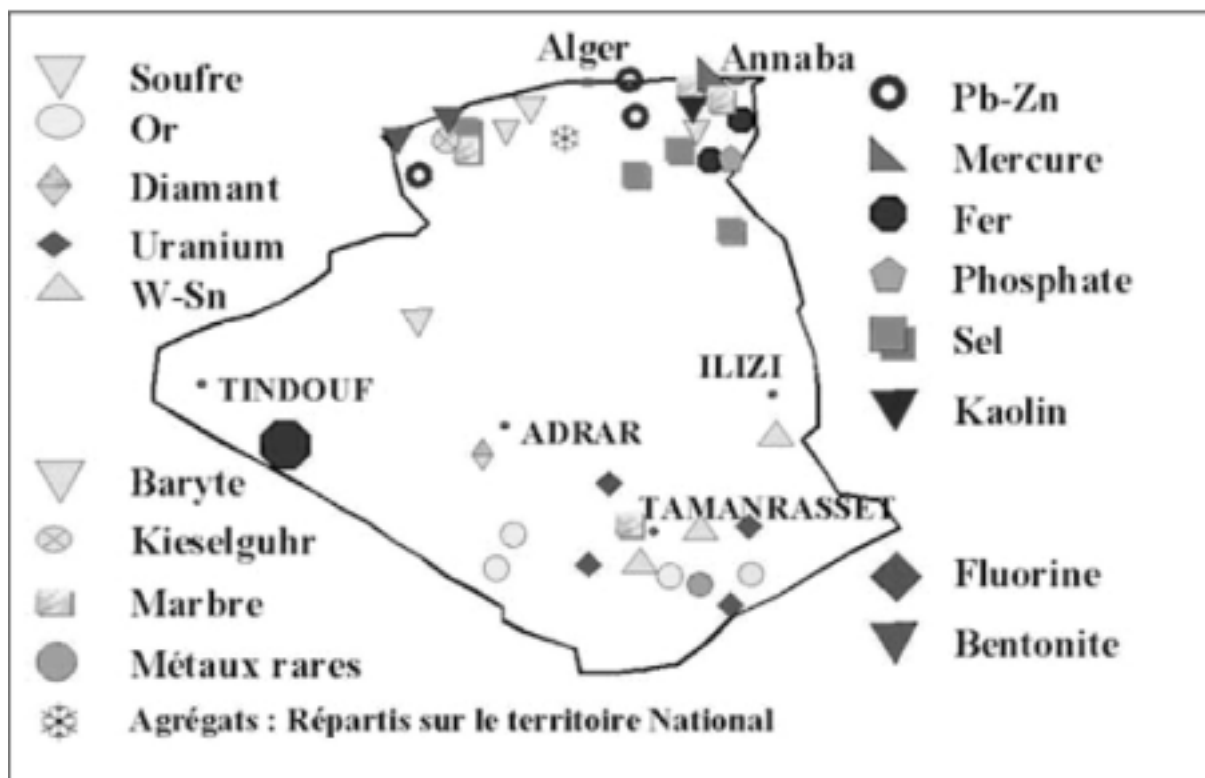 Alger
Annaba
Soufre
Or
Diamant
Uranium
W-Sn
Pb-Zn
Mercure
Fer
Phosphate
Sel
Kaolin
ILIZI
TINDOUF
ADRAR
TAMANRASSET
Baryte
Kieselguhr
Marbre
Métaux rares
Agrégats : Répartis sur le territoire National
Fluorine
Bentonite